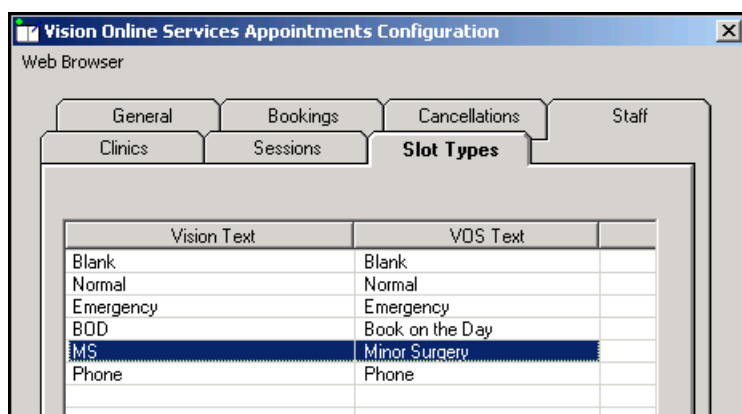 Vision Online Services Appointments Configuration
Web Browser
General Bookings Cancellations Staff
Clinics Sessions Slot Types
Vision Text VOS Text
Blank Blank
Normal Normal
Emergency Emergency
BOD Book on the Day
MS Minor Surgery
Phone Phone